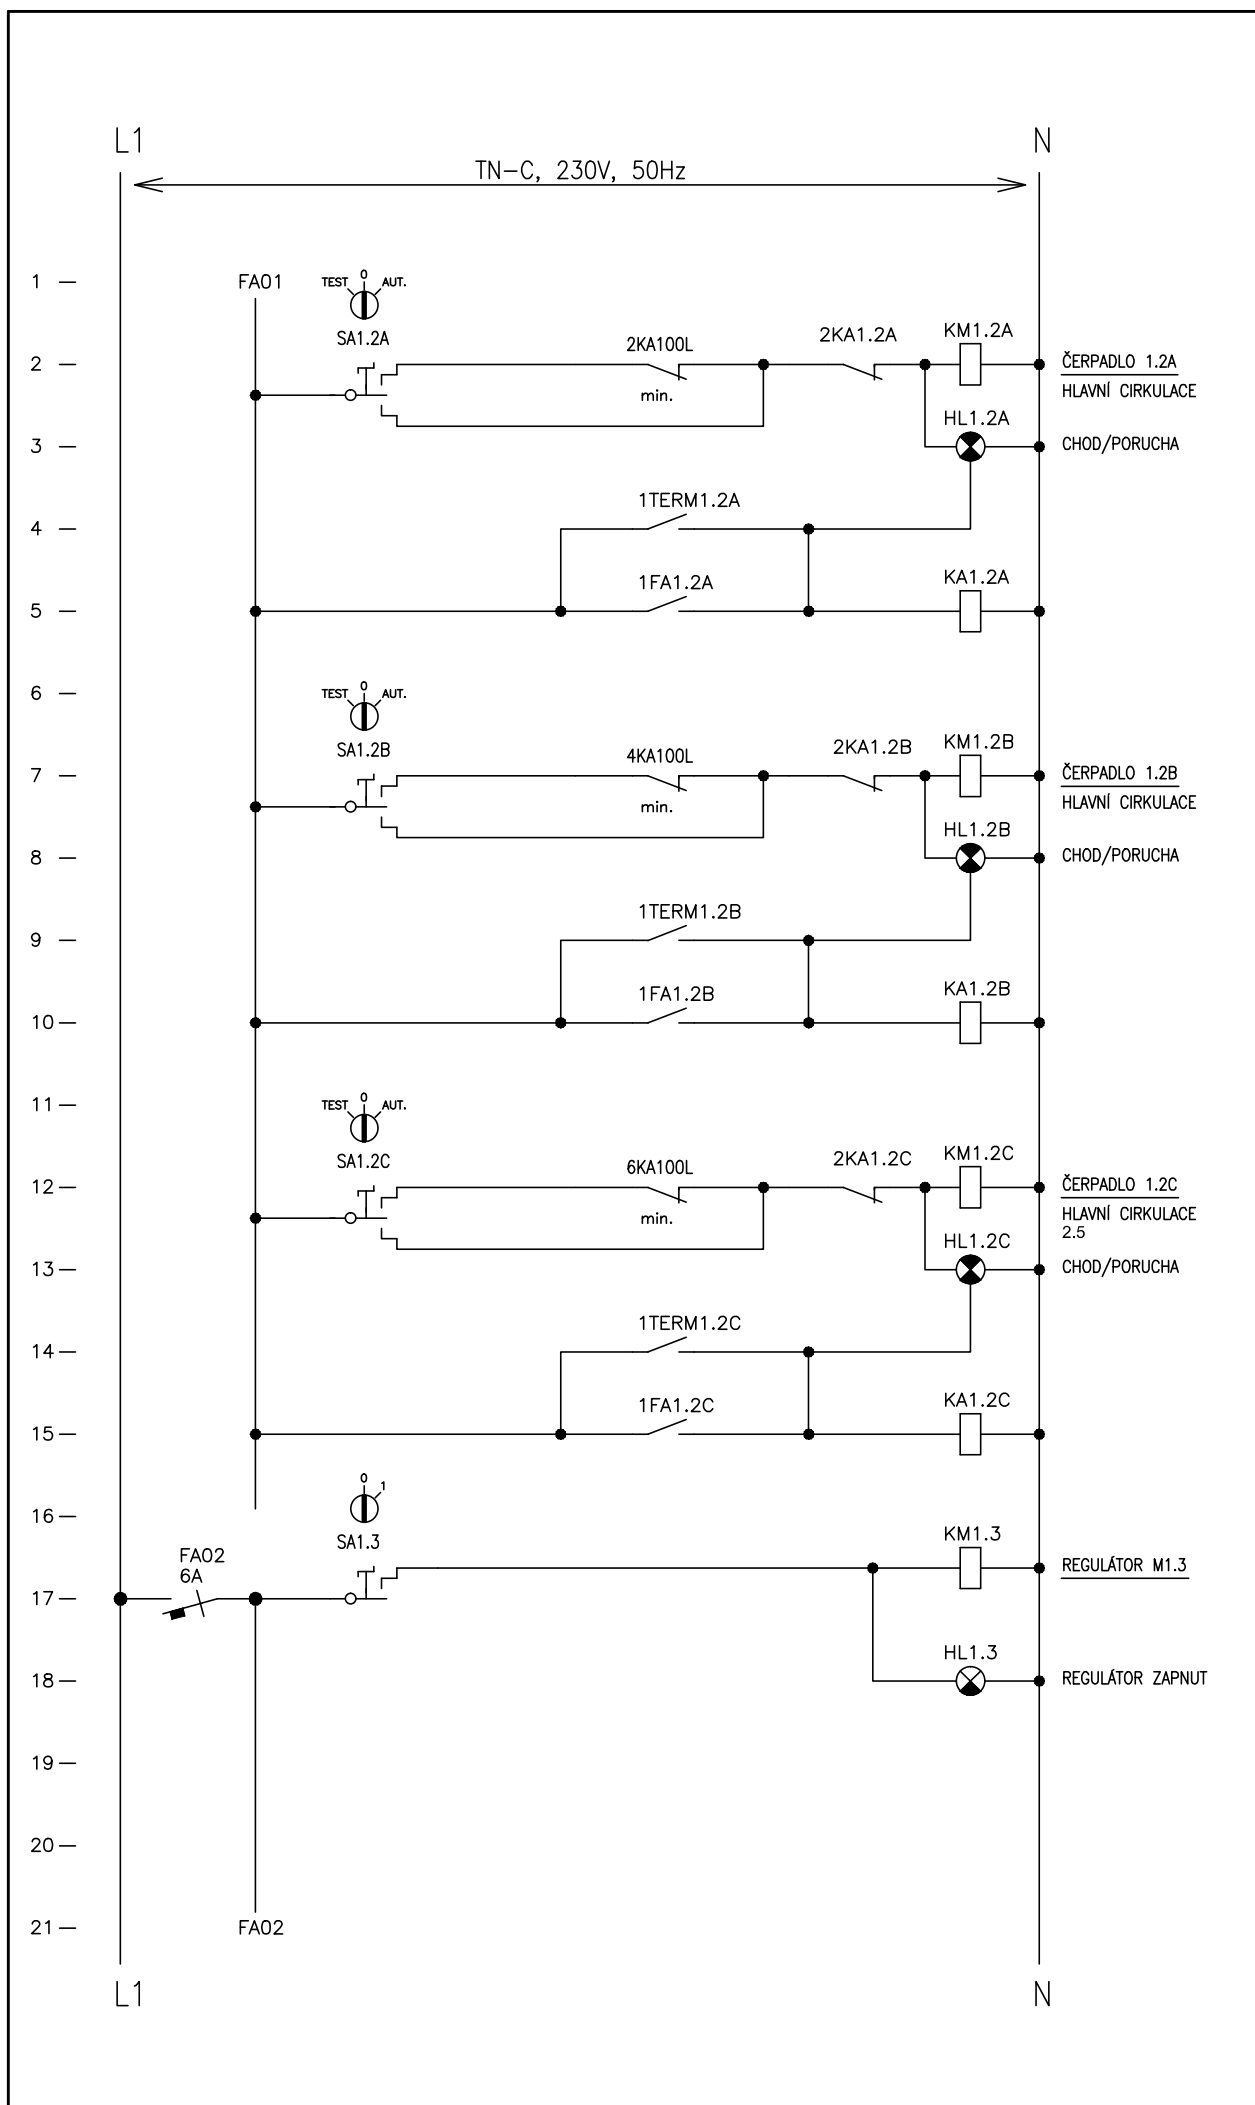 L1
N
TN-C, 230V, 50Hz
1
FA01
TEST 0 AUT.
SA1.2A
2
2KA100L
min.
2KA1.2A
KM1.2A
ČERPADLO 1.2A
HLAVNÍ CIRKULACE
3
HL1.2A
CHOD/PORUCHA
4
1TERM1.2A
5
1FA1.2A
KA1.2A
6
TEST 0 AUT.
SA1.2B
7
4KA100L
min.
2KA1.2B
KM1.2B
ČERPADLO 1.2B
HLAVNÍ CIRKULACE
8
HL1.2B
CHOD/PORUCHA
9
1TERM1.2B
10
1FA1.2B
KA1.2B
11
TEST 0 AUT.
SA1.2C
12
6KA100L
min.
2KA1.2C
KM1.2C
ČERPADLO 1.2C
HLAVNÍ CIRKULACE
2.5
13
HL1.2C
CHOD/PORUCHA
14
1TERM1.2C
15
1FA1.2C
KA1.2C
16
0 1
SA1.3
KM1.3
REGULÁTOR M1.3
17
FA02
6A
18
HL1.3
REGULÁTOR ZAPNUT
19
20
21
FA02
L1
N